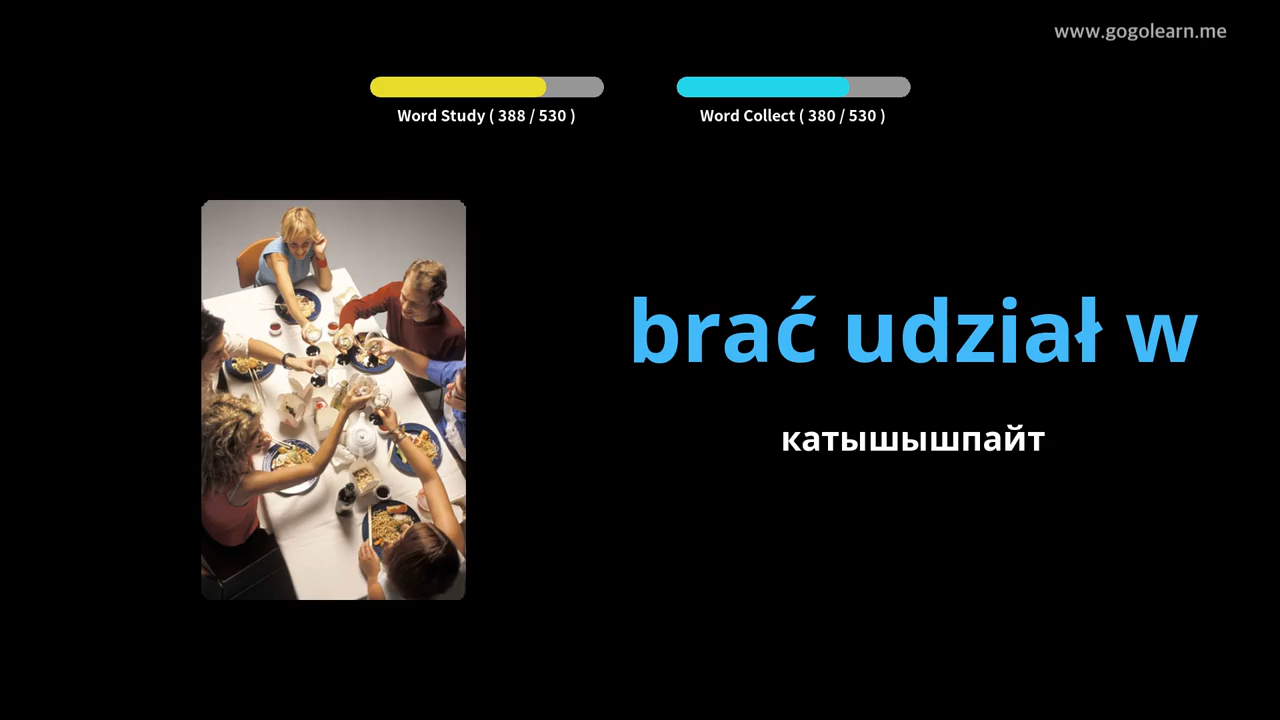 www.gogolearn.me
Word Study ( 388 / 530 )
Word Collect ( 380 / 530 )
brać udział w
катышышпайт